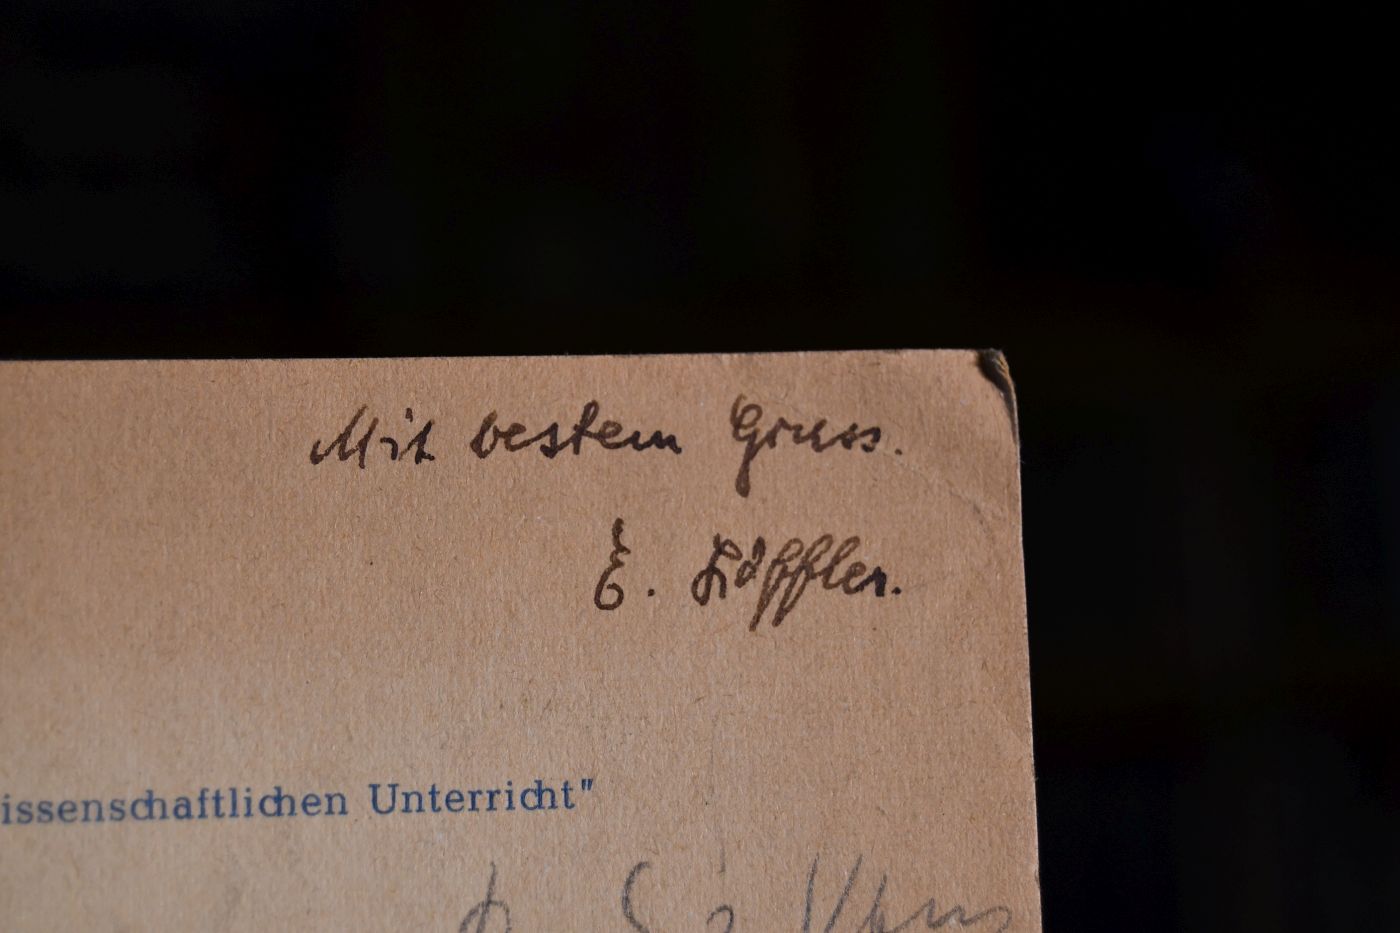 Mit bestem Gruss.
E. Löffler.
issenschaftlichen Unterricht"